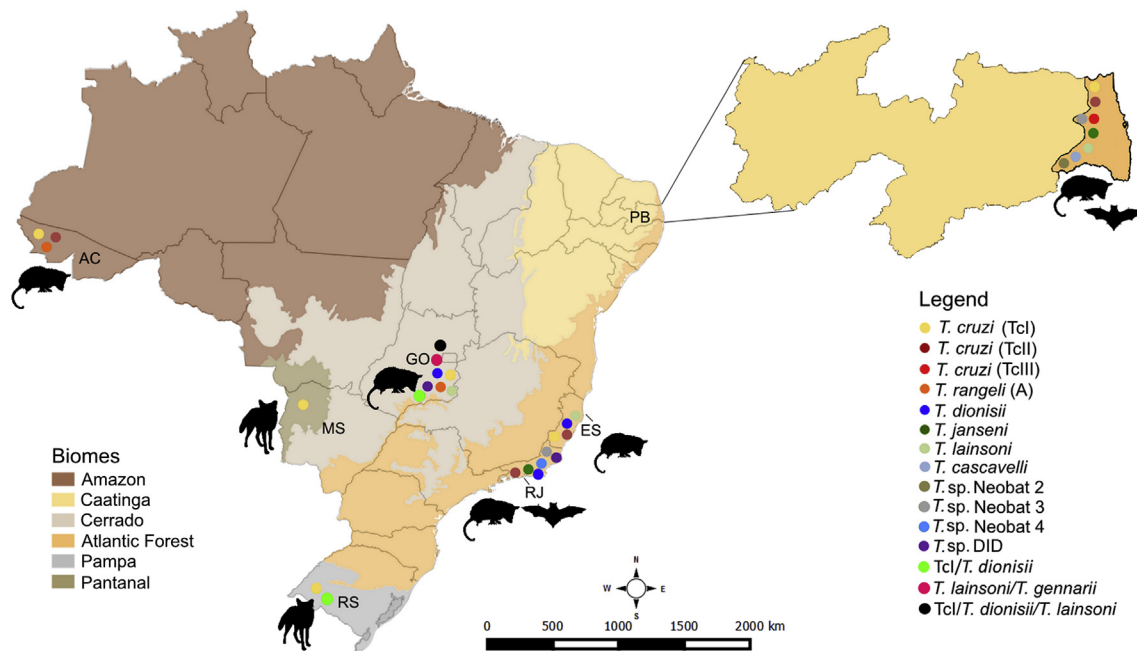 PB
AC
GO
MS
ES
RJ
RS
Biomes
Amazon
Caatinga
Cerrado
Atlantic Forest
Pampa
Pantanal
N
W
E
S
0 500 1000 1500 2000 km
Legend
T. cruzi (TcI)
T. cruzi (TcII)
T. cruzi (TcIII)
T. rangeli (A)
T. dionisii
T. janseni
T. lainsoni
T. cascavelli
T. sp. Neobat 2
T. sp. Neobat 3
T. sp. Neobat 4
T. sp. DID
TcI/T. dionisii
T. lainsoni/T. gennarii
TcI/T. dionisii/T. lainsoni